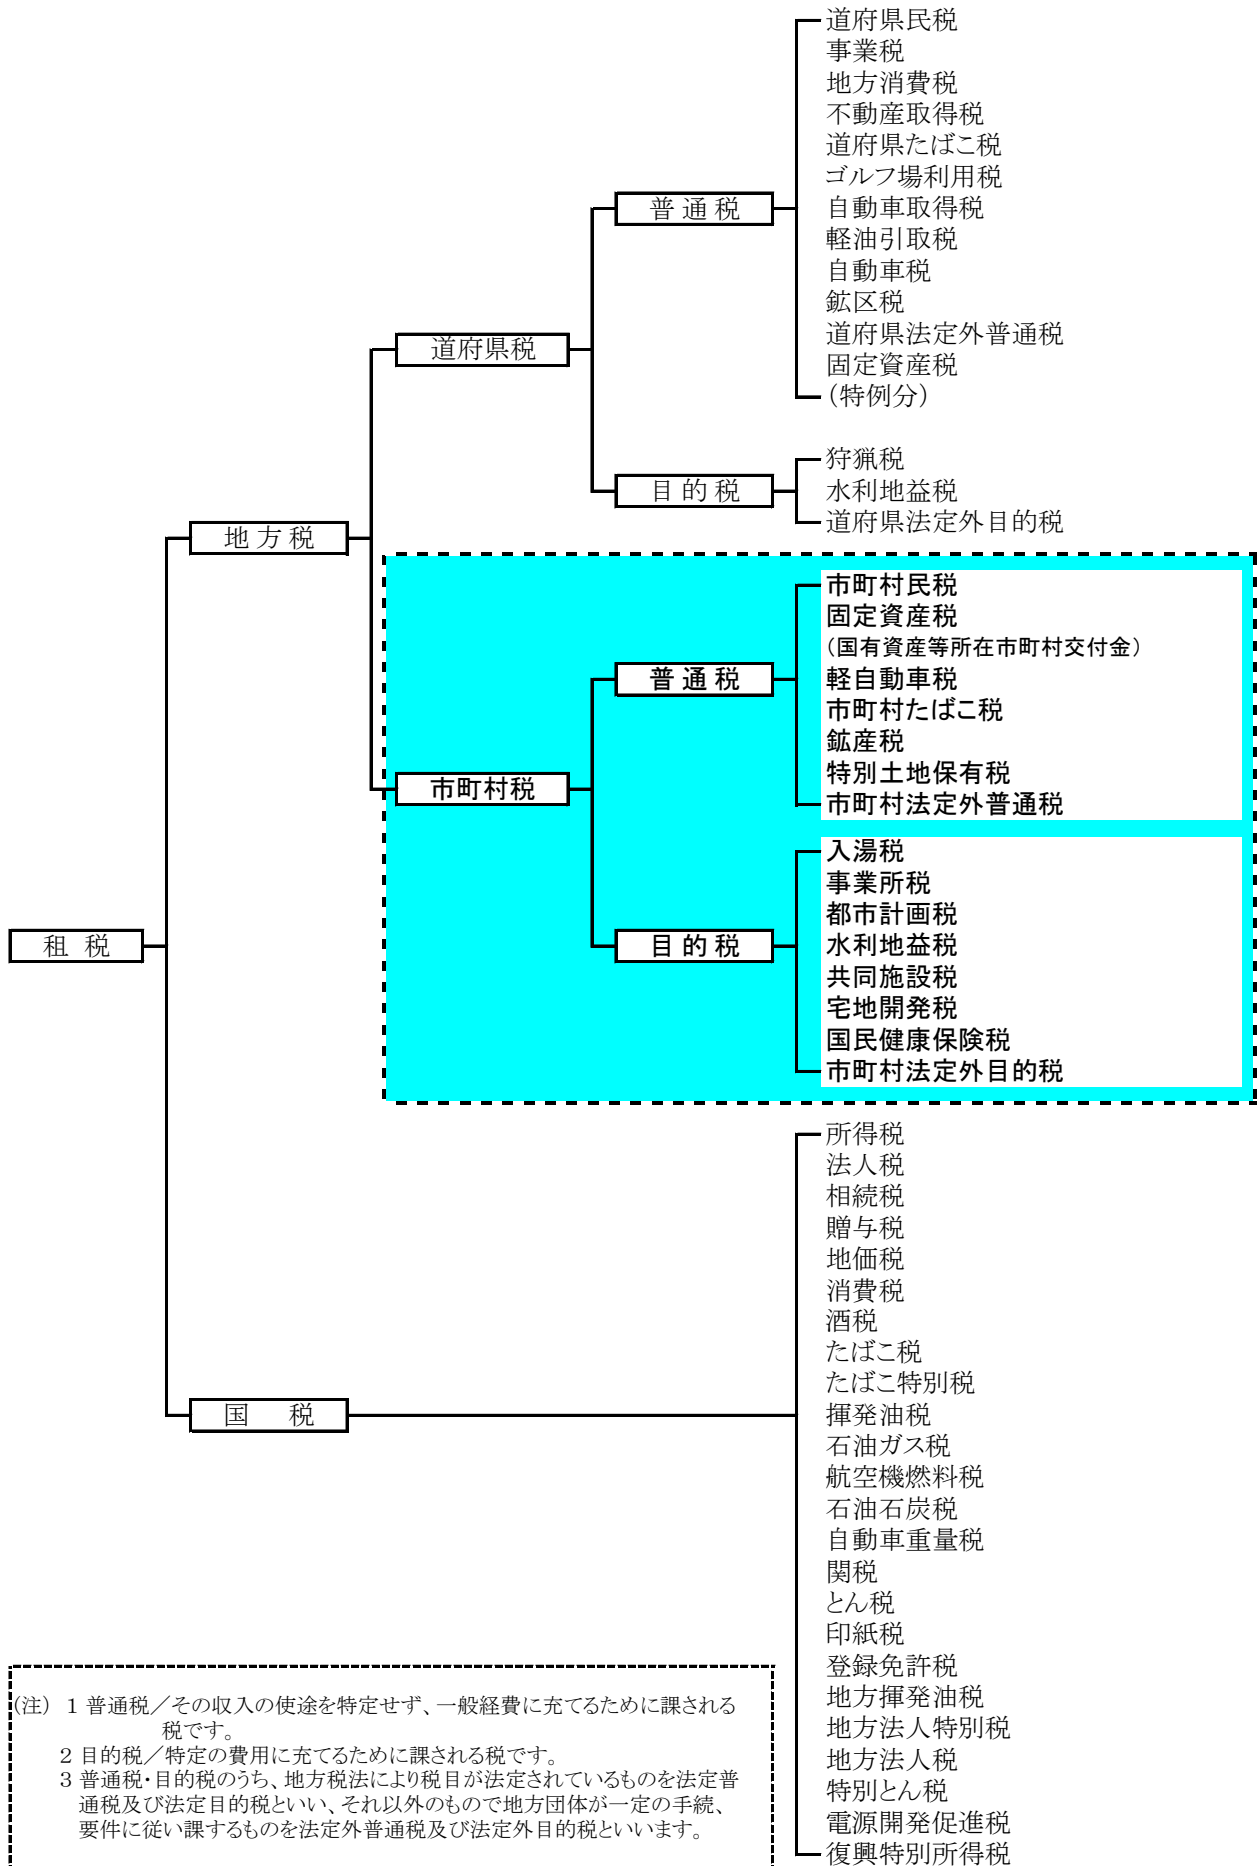 道府県民税
事業税
地方消費税
不動産取得税
道府県たばこ税
ゴルフ場利用税
普通税
自動車取得税
軽油引取税
自動車税
鉱区税
道府県税
道府県法定外普通税
固定資産税
（特例分）
狩猟税
目的税
水利地益税
道府県法定外目的税
地方税
市町村民税
固定資産税
（国有資産等所在市町村交付金）
普通税
軽自動車税
市町村たばこ税
鉱産税
特別土地保有税
市町村税
市町村法定外普通税
入湯税
事業所税
都市計画税
租税
目的税
水利地益税
共同施設税
宅地開発税
国民健康保険税
市町村法定外目的税
所得税
法人税
相続税
贈与税
地価税
消費税
酒税
たばこ税
たばこ特別税
国　税
揮発油税
石油ガス税
航空機燃料税
石油石炭税
自動車重量税
関税
とん税
印紙税
登録免許税
地方揮発油税
地方法人特別税
地方法人税
特別とん税
電源開発促進税
復興特別所得税
(注) 1 普通税／その収入の使途を特定せず、一般経費に充てるために課される
税です。
2 目的税／特定の費用に充てるために課される税です。
3 普通税・目的税のうち、地方税法により税目が法定されているものを法定普
通税及び法定目的税といい、それ以外のもので地方団体が一定の手続、
要件に従い課するものを法定外普通税及び法定外目的税といいます。